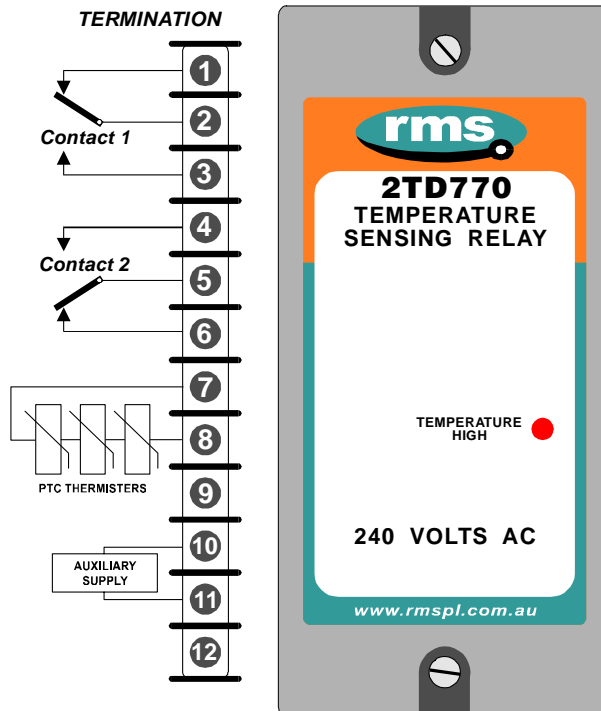 TERMINATION
1
2
Contact 1
3
4
Contact 2
5
6
7
8
PTC THERMISTERS
9
10
AUXILIARY
SUPPLY
11
12
rms
2TD770
TEMPERATURE
SENSING RELAY
TEMPERATURE
HIGH
240 VOLTS AC
www.rmspl.com.au